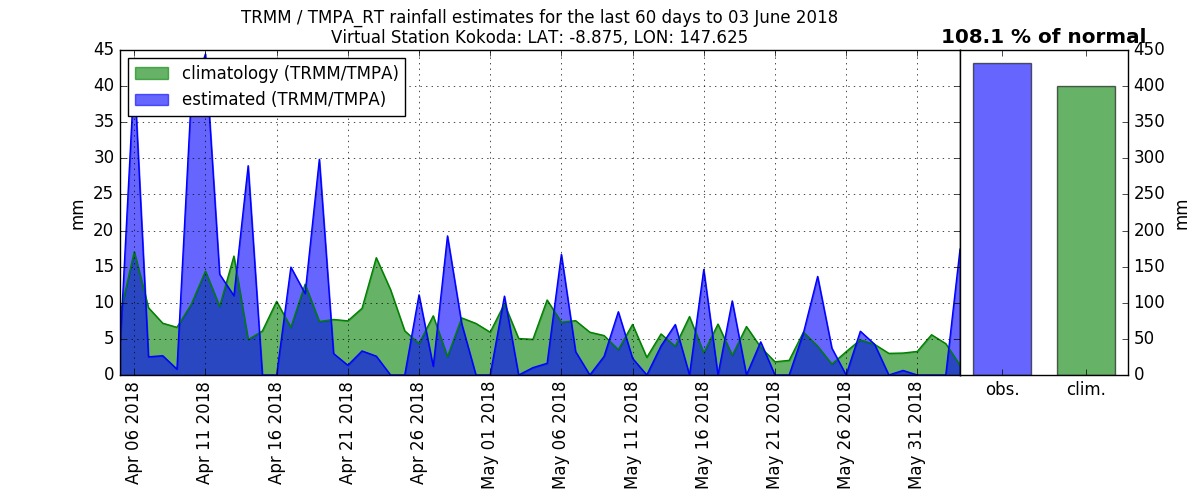 TRMM / TMPA_RT rainfall estimates for the last 60 days to 03 June 2018
Virtual Station Kokoda: LAT: -8.875, LON: 147.625
108.1 % of normal
climatology (TRMM/TMPA)
estimated (TRMM/TMPA)
45
40
35
30
25
20
15
10
5
0
mm
Apr 06 2018
Apr 11 2018
Apr 16 2018
Apr 21 2018
Apr 26 2018
May 01 2018
May 06 2018
May 11 2018
May 16 2018
May 21 2018
May 26 2018
May 31 2018
obs.
clim.
450
400
350
300
250
200
150
100
50
0
mm